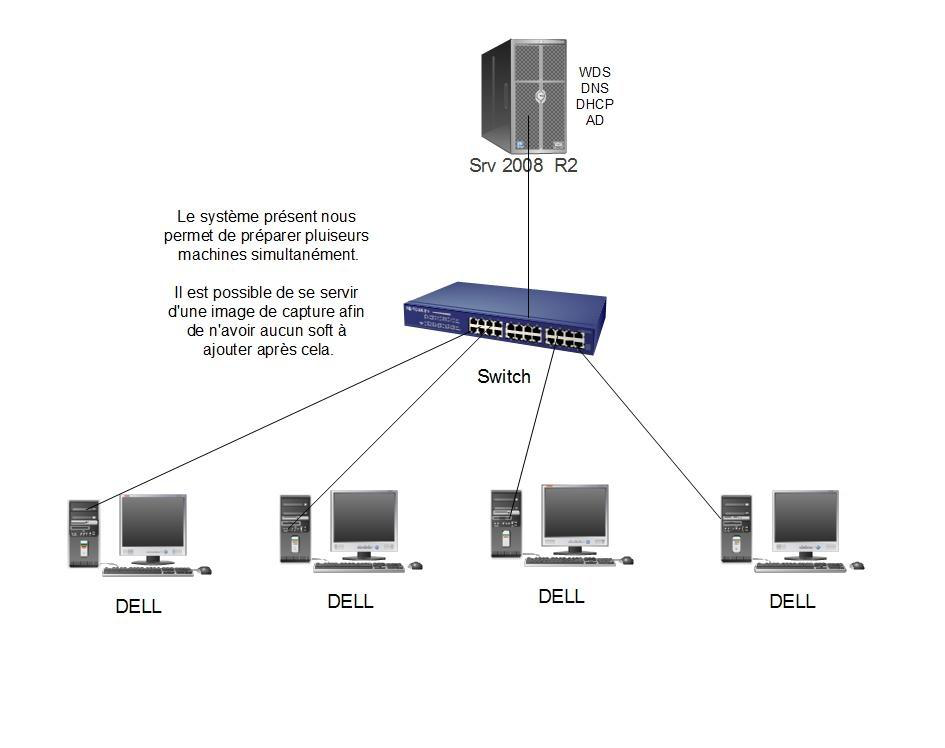 WDS
DNS
DHCP
AD
Srv 2008 R2
Le système présent nous
permet de préparer pluiseurs
machines simultanément.
Il est possible de se servir
d'une image de capture afin
de n'avoir aucun soft à
ajouter après cela.
Switch
DELL
DELL
DELL
DELL